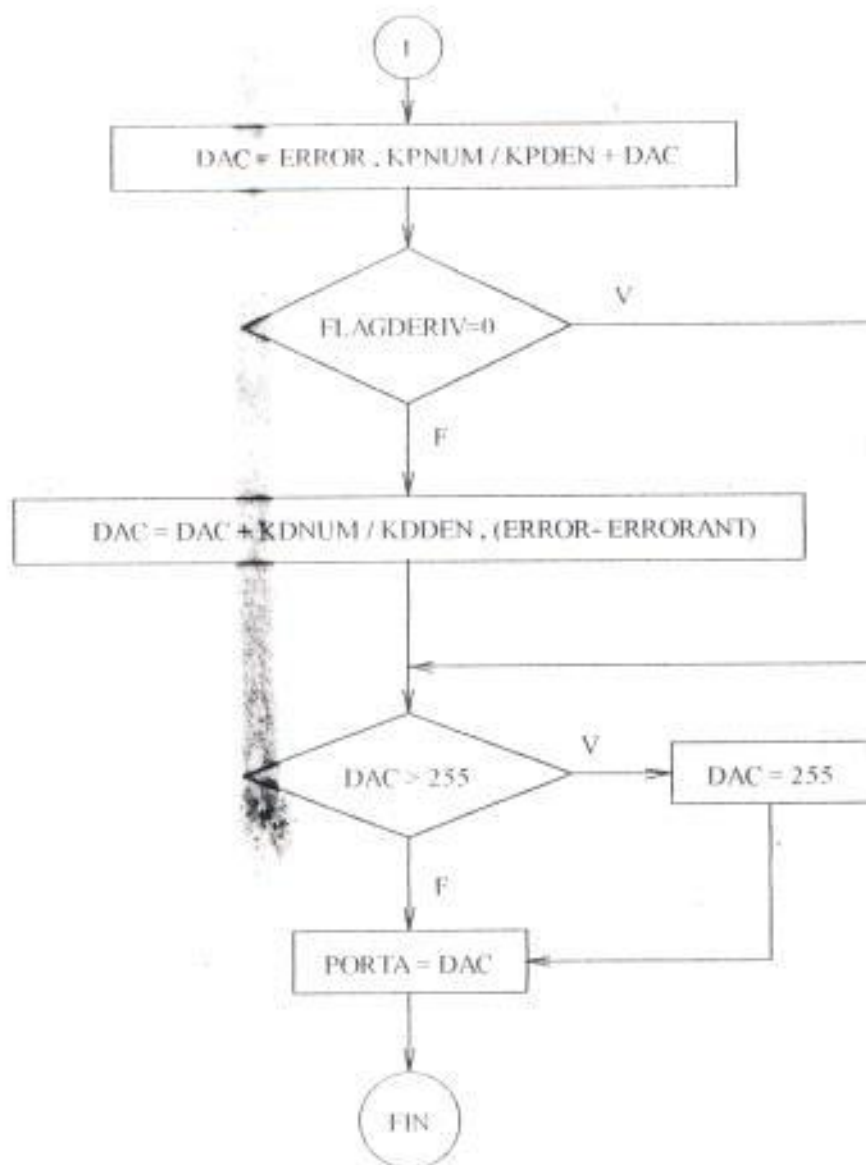 1
DAC = ERROR . KPNUM / KPDEN + DAC
FLAGDERIV=0
V
F
DAC = DAC + KDNUM / KDDEN . (ERROR- ERRORANT)
DAC > 255
V
DAC = 255
F
PORTA = DAC
FIN